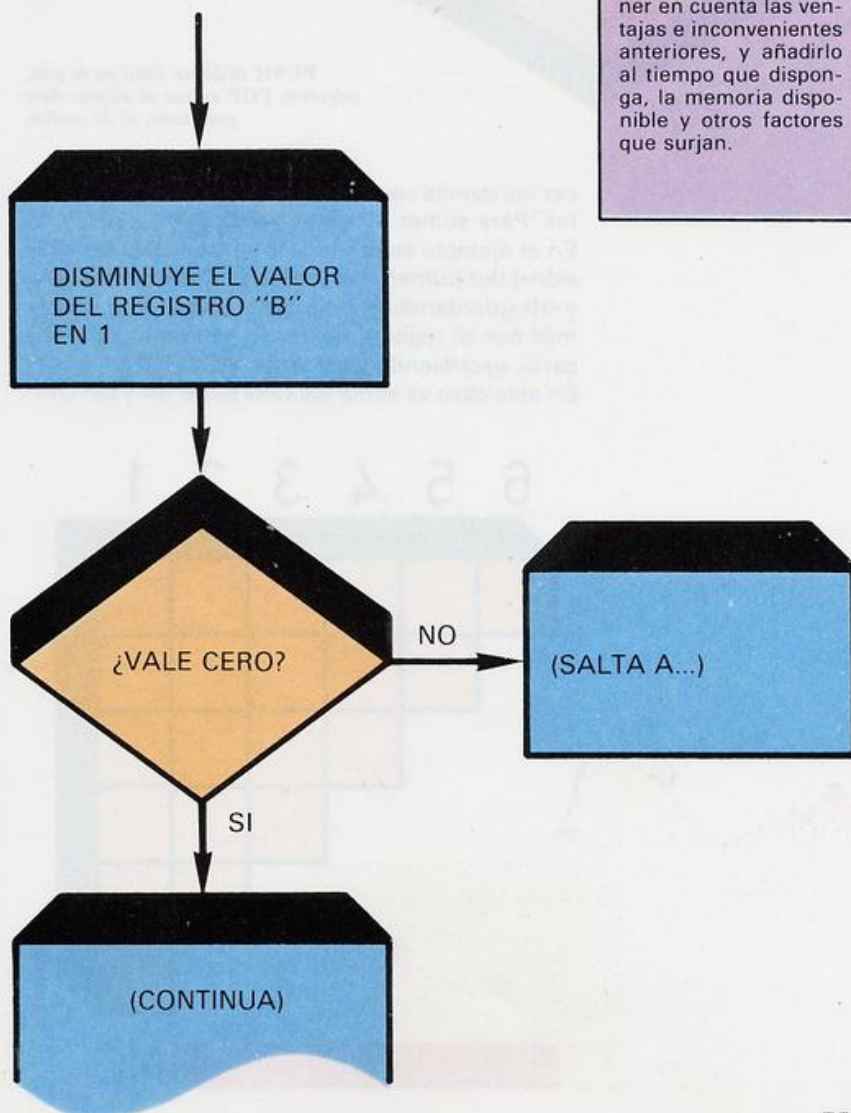 ner en cuenta las ven-
tajas e inconvenientes
anteriores, y añadirlo
al tiempo que dispon-
ga, la memoria dispo-
nible y otros factores
que surjan.
DISMINUYE EL VALOR
DEL REGISTRO "B"
EN 1
¿VALE CERO?
NO
(SALTA A...)
SI
(CONTINUA)